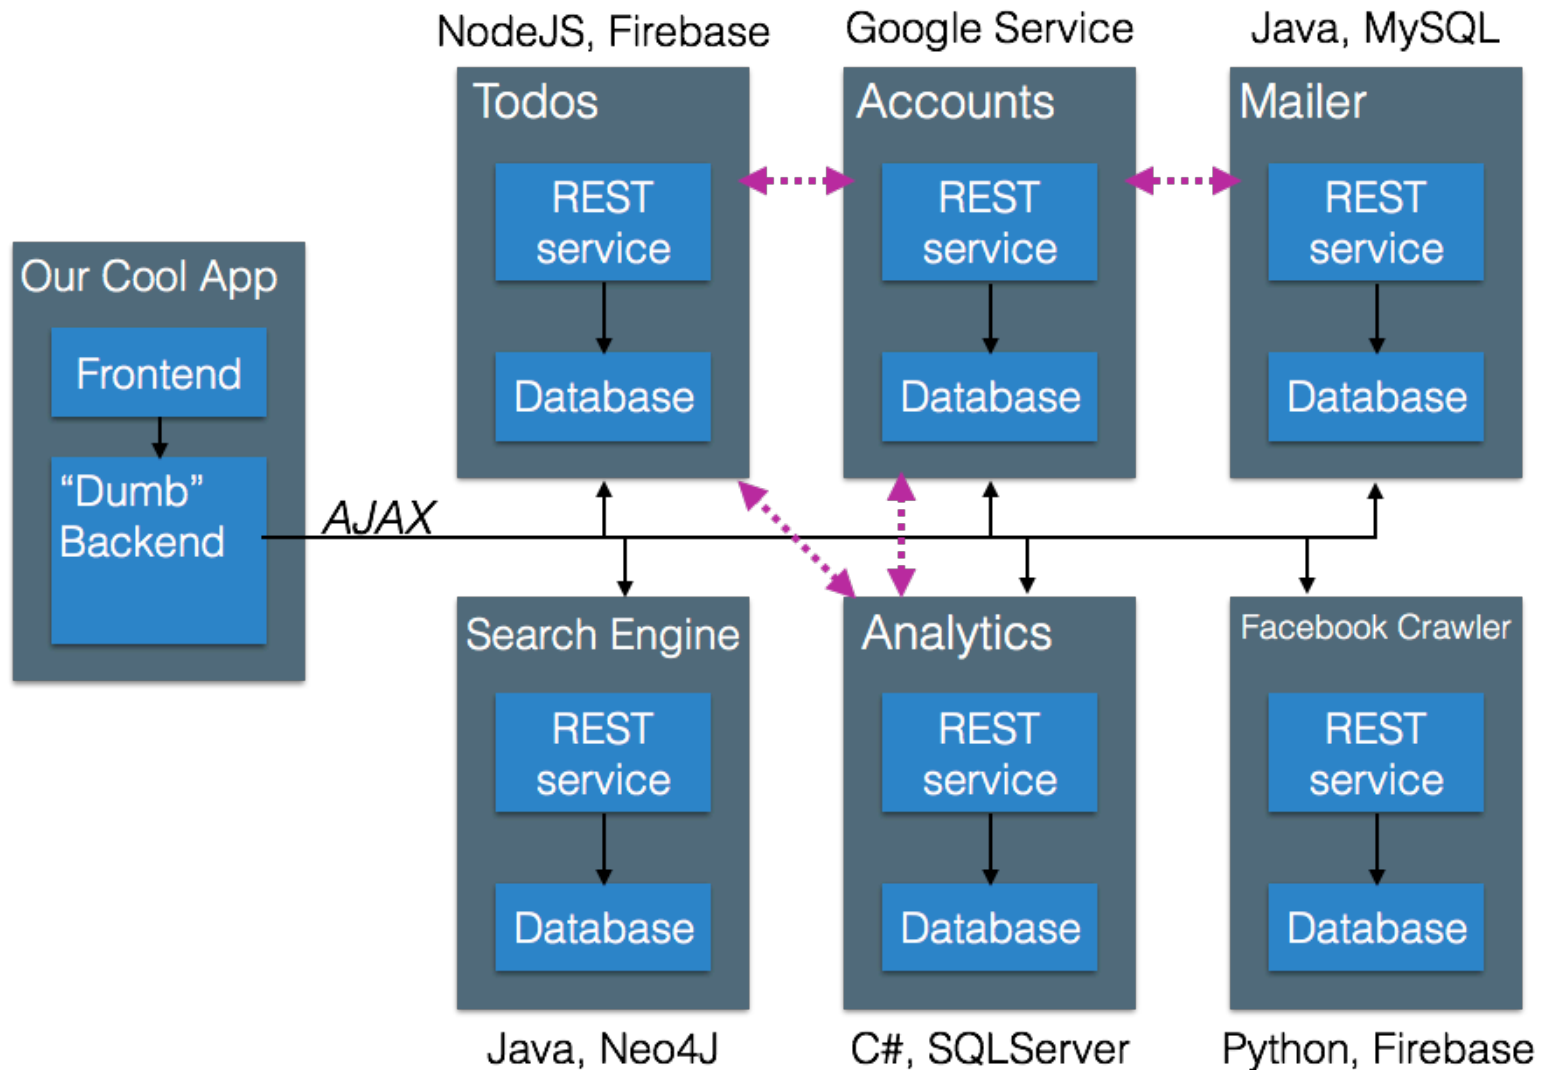 NodeJS, Firebase
Google Service
Java, MySQL
Our Cool App
Frontend
“Dumb”
Backend
AJAX
Todos
REST
service
Database
Accounts
REST
service
Database
Mailer
REST
service
Database
Search Engine
REST
service
Database
Analytics
REST
service
Database
Facebook Crawler
REST
service
Database
Java, Neo4J
C#, SQLServer
Python, Firebase